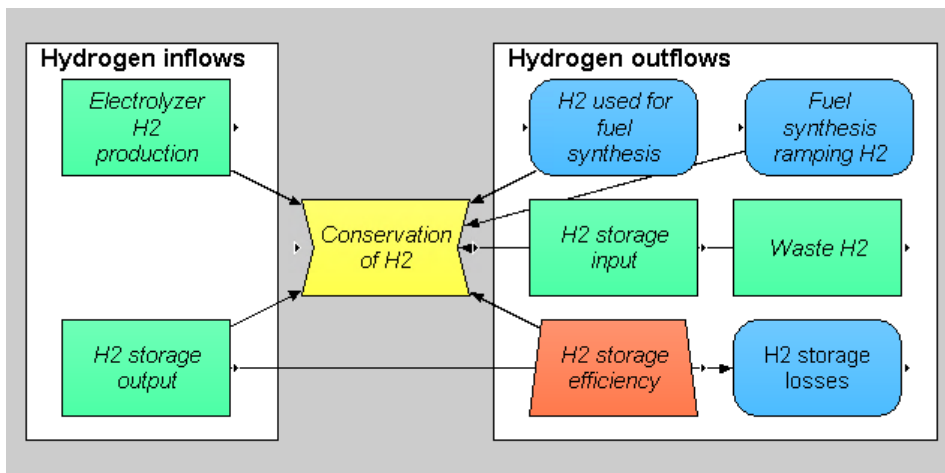 Hydrogen inflows
Electrolyzer
H2
production
H2 storage
output
Conservation
of H2
Hydrogen outflows
H2 used for
fuel
synthesis
Fuel
synthesis
ramping H2
H2 storage
input
Waste H2
H2 storage
efficiency
H2 storage
losses